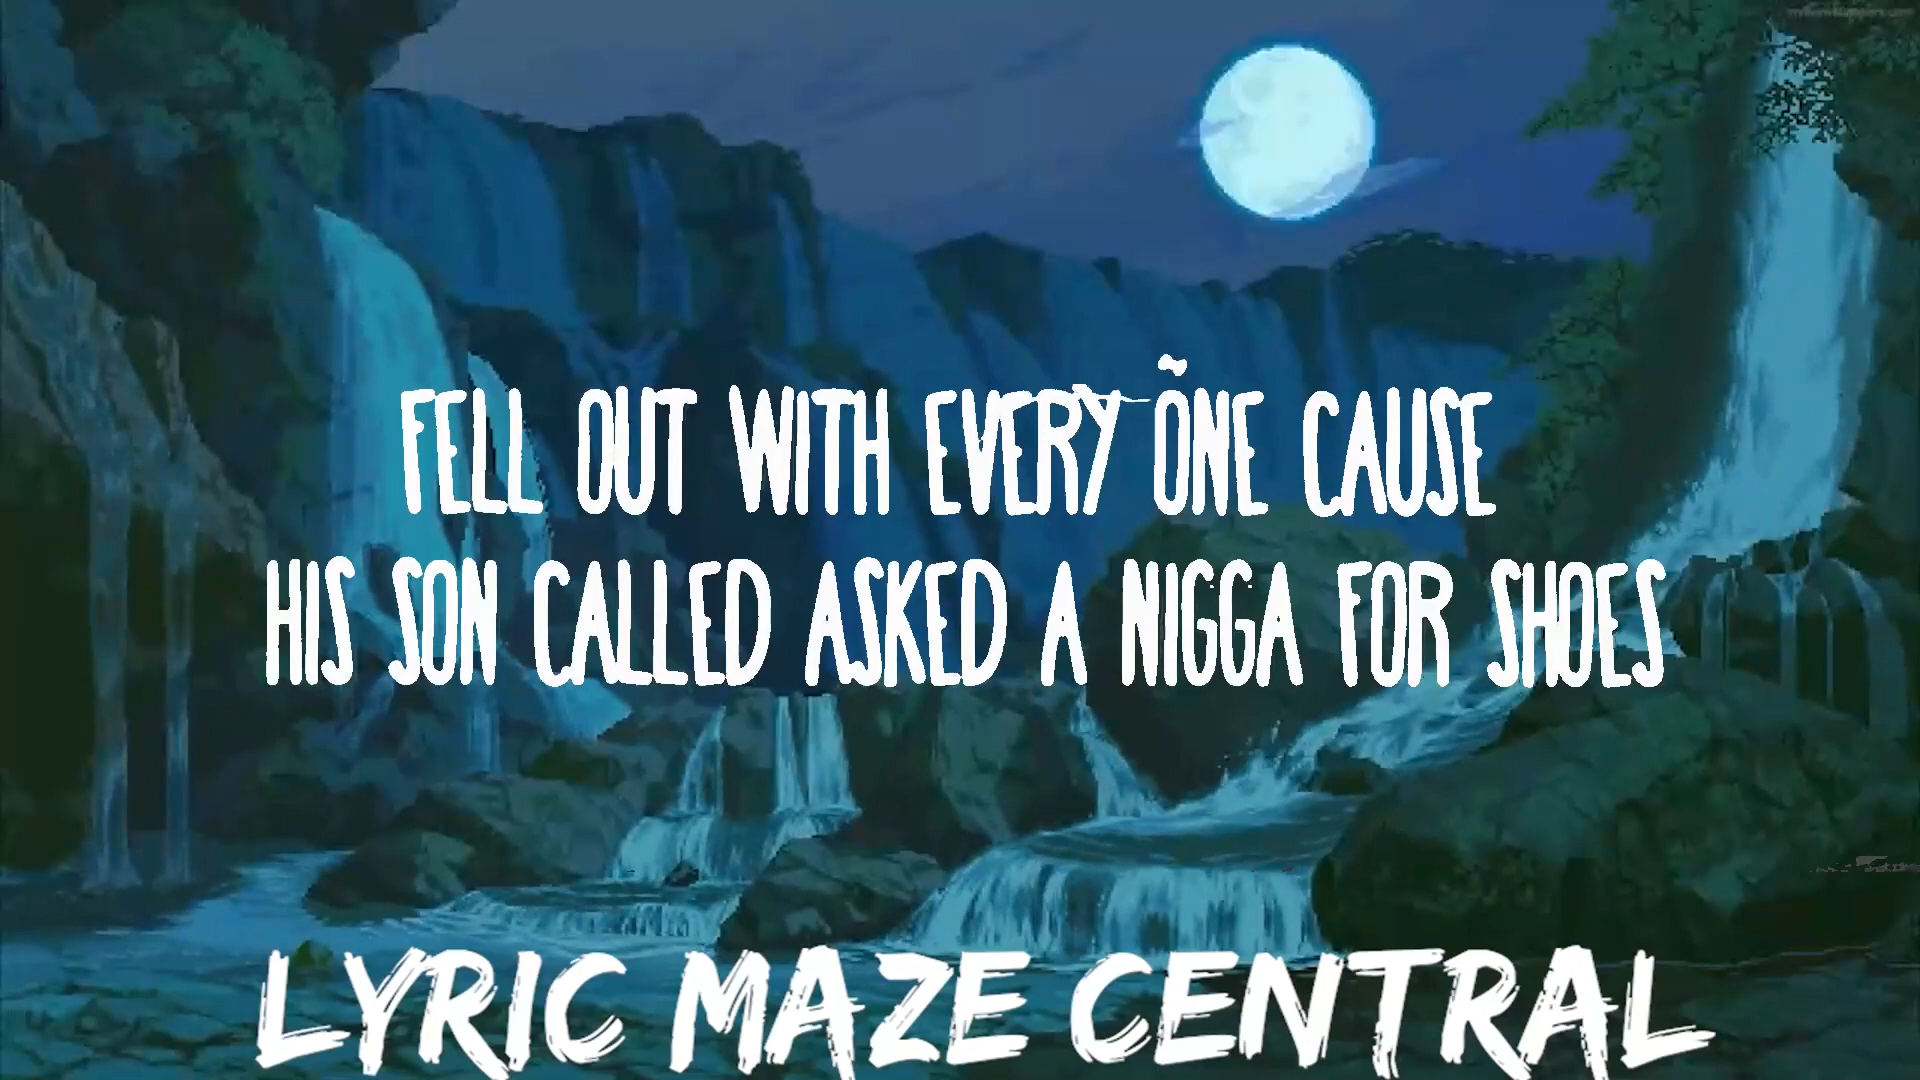 FELL OUT WITH EVERY ONE CAUSE
HIS SON CALLED ASKED A NIGGA FOR SHOES
LYRIC MAZE CENTRAL